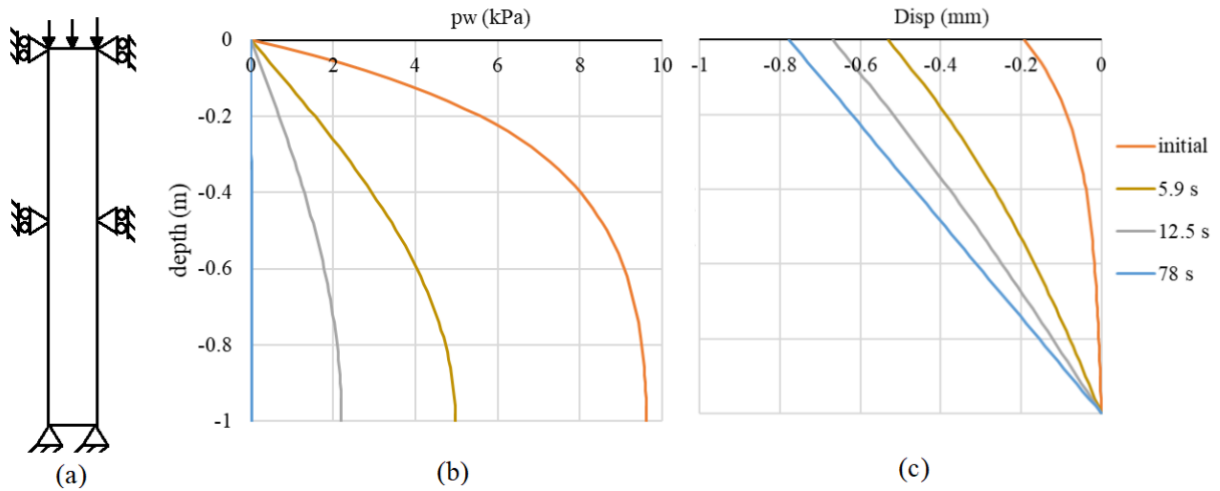 pw (kPa)
0
2
4
6
8
10
0
-0.2
-0.4
-0.6
-0.8
-1
depth (m)
Disp (mm)
-1
-0.8
-0.6
-0.4
-0.2
0
initial
5.9 s
12.5 s
78 s
(a)
(b)
(c)